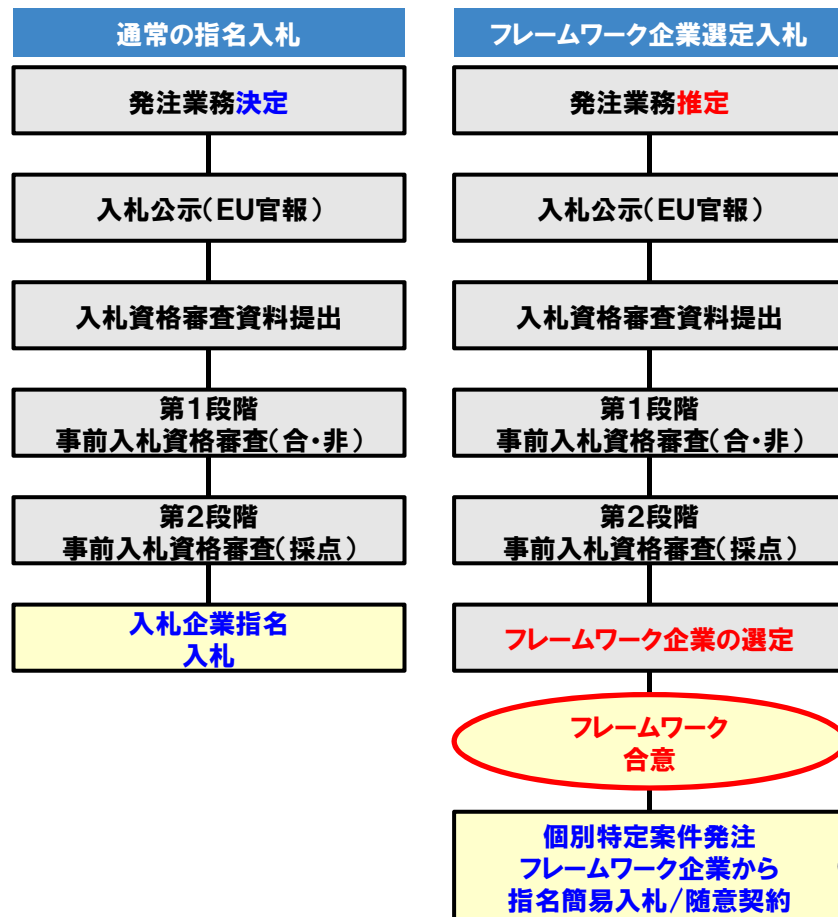 通常の指名入札
発注業務決定
入札公示(EU官報)
入札資格審査資料提出
第1段階
事前入札資格審査(合・非)
第2段階
事前入札資格審査(採点)
入札企業指名
入札
フレームワーク企業選定入札
発注業務推定
入札公示(EU官報)
入札資格審査資料提出
第1段階
事前入札資格審査(合・非)
第2段階
事前入札資格審査(採点)
フレームワーク企業の選定
フレームワーク
合意
個別特定案件発注
フレームワーク企業から
指名簡易入札/随意契約